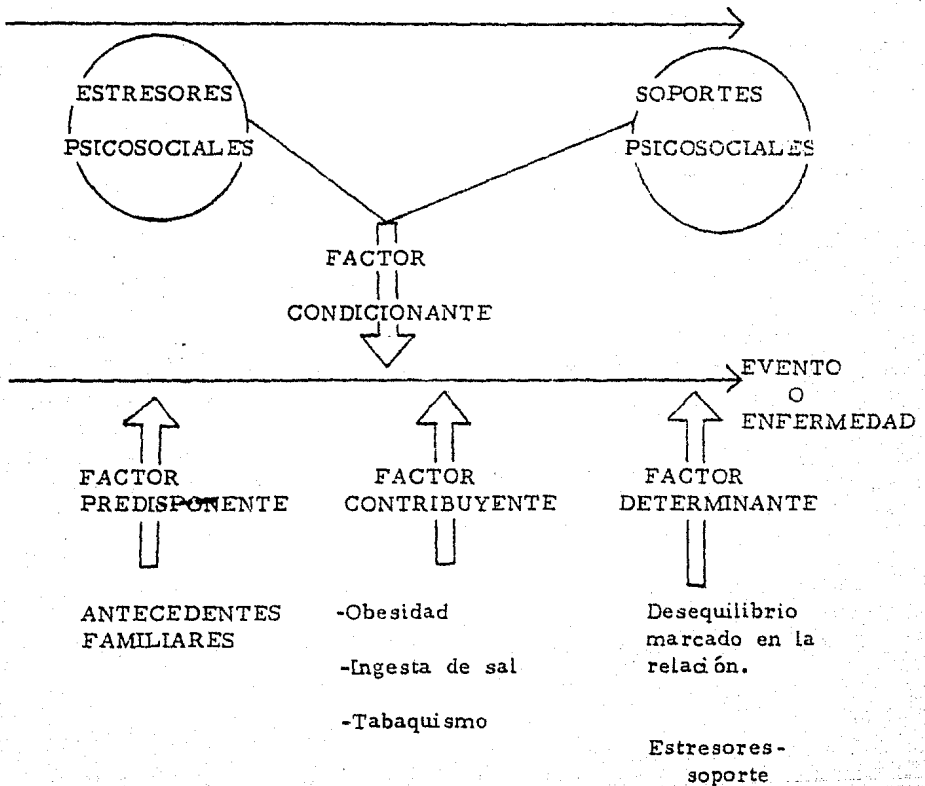 ESTRESORES
PSICOSOCIALES
SOPORTES
PSICOSOCIALES
FACTOR
CONDICIONANTE
EVENTO
O
ENFERMEDAD
FACTOR
PREDISPONENTE
FACTOR
CONTRIBUYENTE
FACTOR
DETERMINANTE
ANTECEDENTES
FAMILIARES
-Obesidad
-Ingesta de sal
-Tabaquismo
Desequilibrio
marcado en la
relación.
Estresores-
soporte